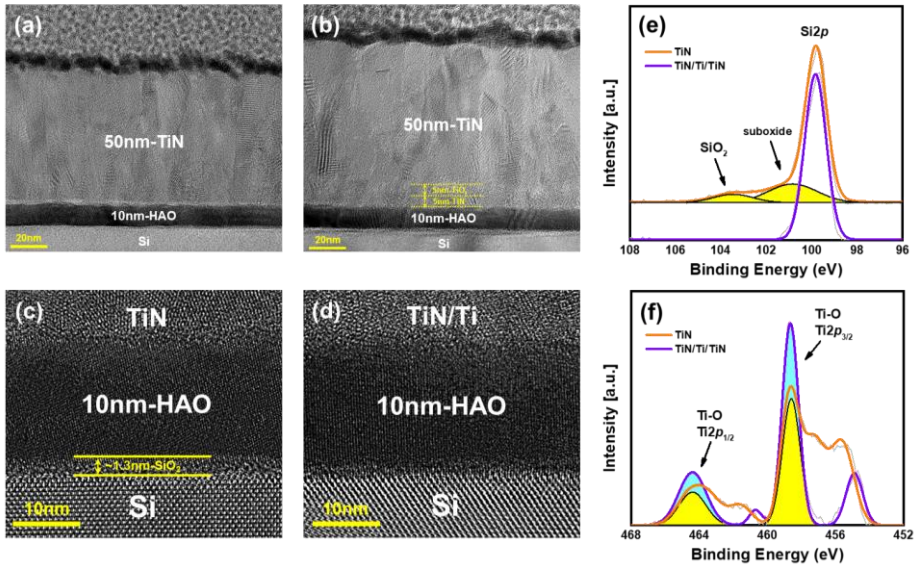 (a)
50nm-TiN
10nm-HAO
20nm
Si
(b)
50nm-TiN
5nm-TiN
10nm-HAO
20nm
Si
(c)
TiN
10nm-HAO
~1.3nm-SiO2
Si
10nm
(d)
TiN/Ti
10nm-HAO
Si
10nm
(e)
Si2p
TiN
TiN/Ti/TiN
suboxide
SiO2
Intensity [a.u.]
108 106 104 102 100 98 96
Binding Energy (eV)
(f)
TiN
TiN/Ti/TiN
Ti-O
Ti2p3/2
Ti-O
Ti2p1/2
Intensity [a.u.]
468 464 460 456 452
Binding Energy (eV)